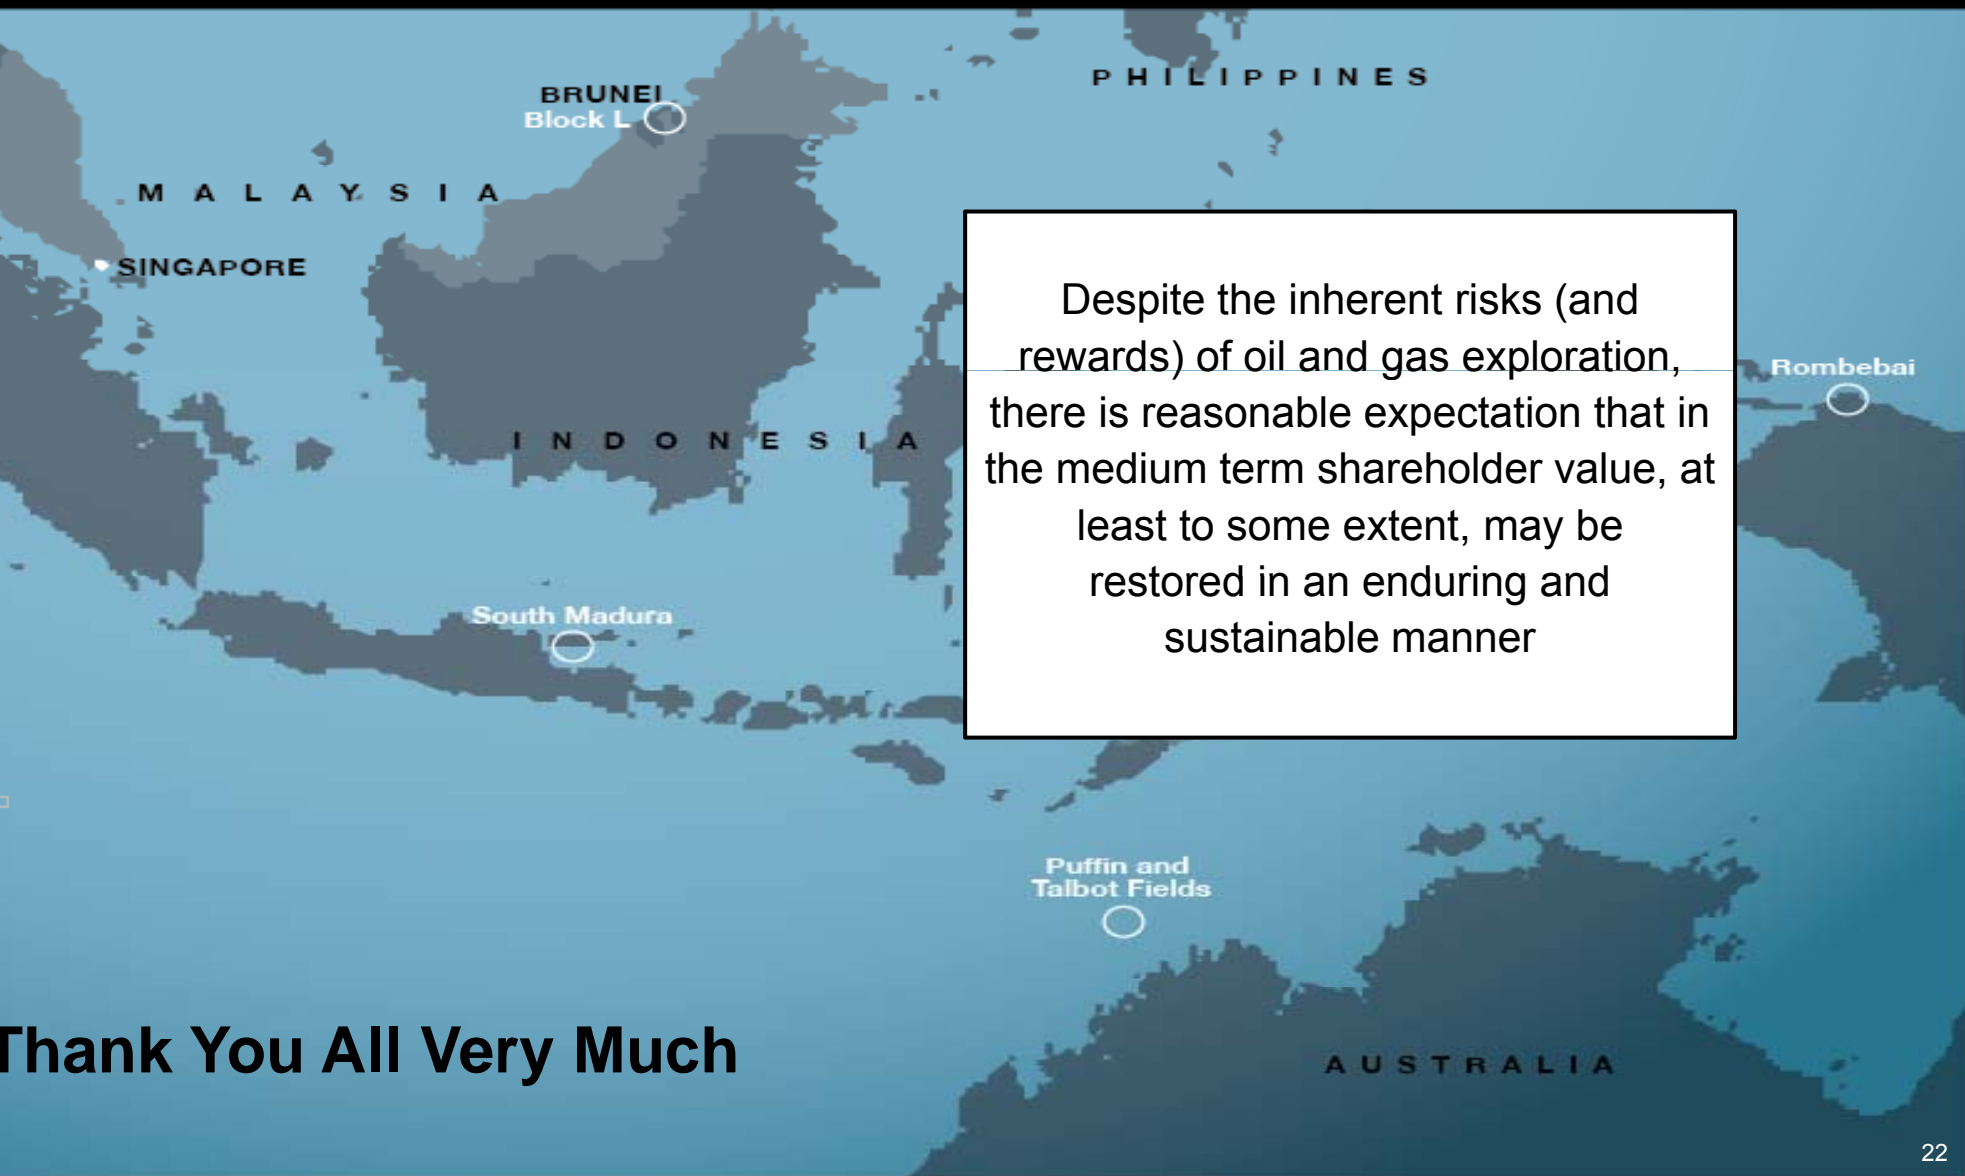 PHILIPPINES
BRUNEI
Block L
MALAYSIA
SINGAPORE
Despite the inherent risks (and
rewards) of oil and gas exploration,
there is reasonable expectation that in
the medium term shareholder value, at
least to some extent, may be
restored in an enduring and
sustainable manner
Rombebai
INDONESIA
South Madura
Puffin and
Talbot Fields
Thank You All Very Much
AUSTRALIA
22